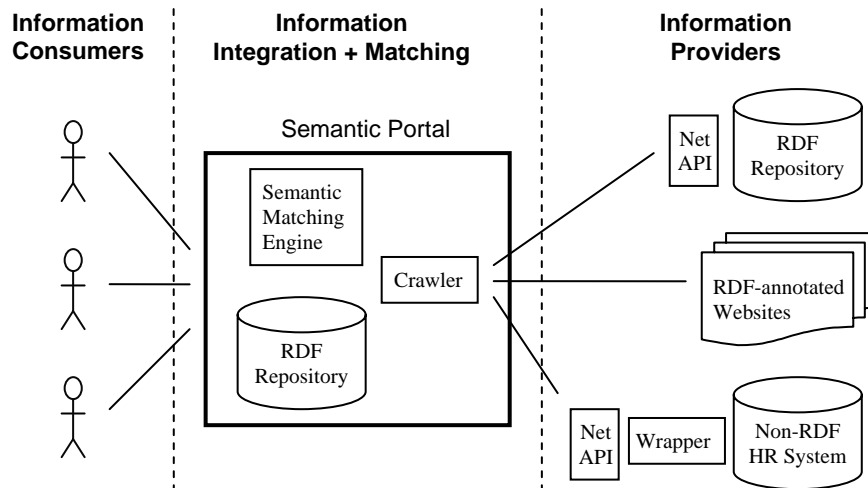 Information
Consumers
Information
Integration + Matching
Information
Providers
Semantic Portal
Semantic
Matching
Engine
Crawler
RDF
Repository
Net
API
RDF
Repository
RDF-annotated
Websites
Net
API
Wrapper
Non-RDF
HR System